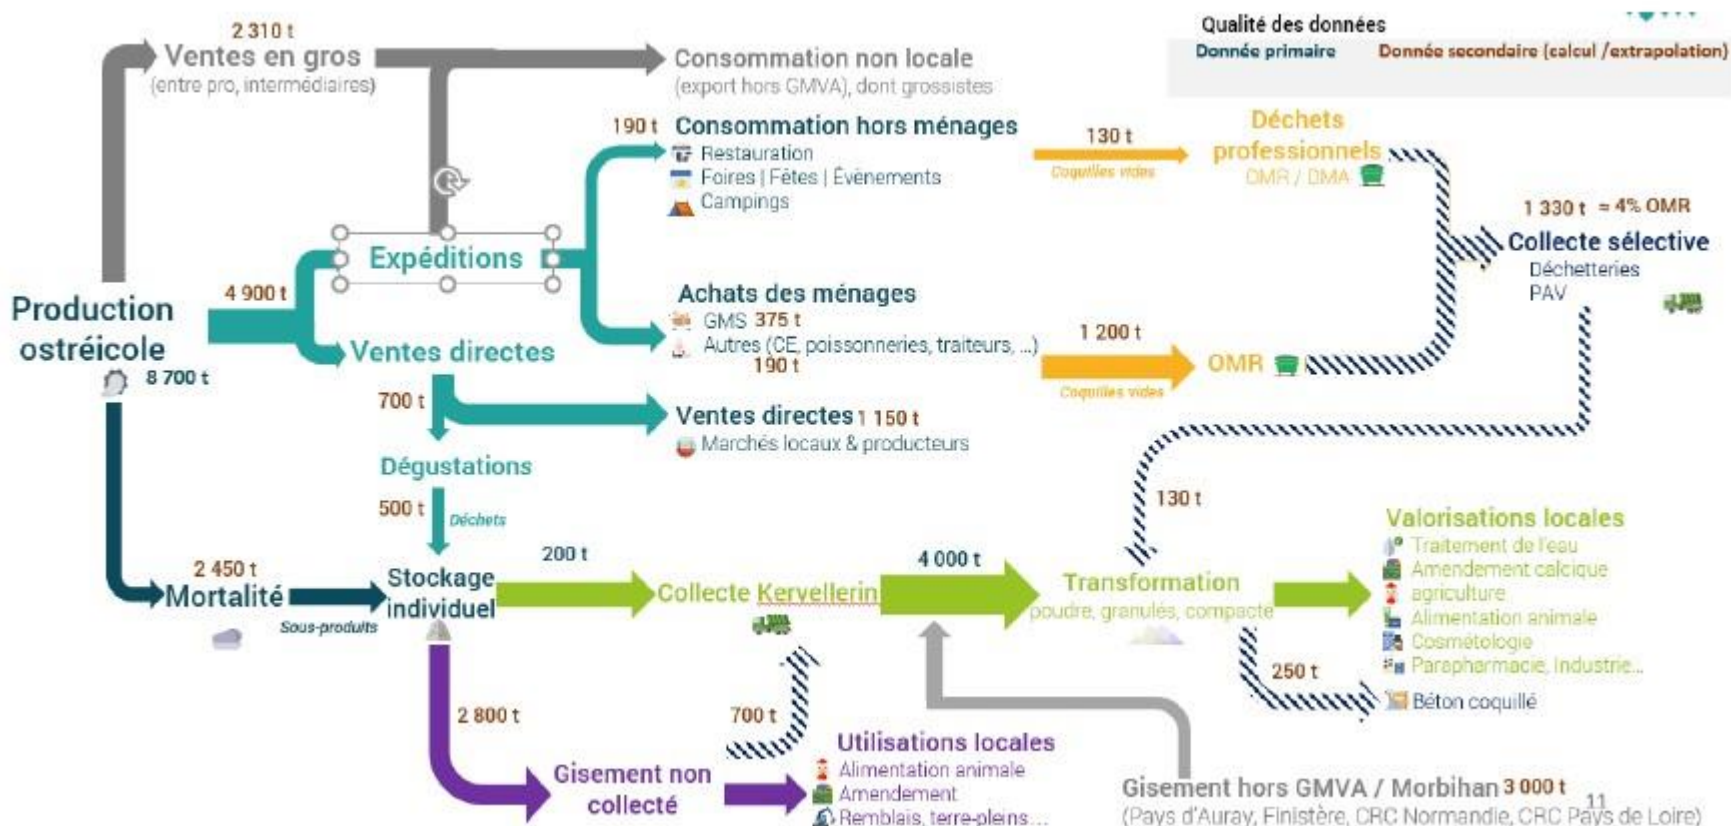 Qualité des données
Donnée primaire
Donnée secondaire (calcul /extrapolation)
2 310 t
Ventes en gros
(entre pro, intermédiaires)
Consommation non locale
(export hors GMVA), dont grossistes
190 t
Consommation hors ménages
Restauration
Foires | Fêtes | Évènements
Campings
130 t
Coquilles vides
Déchets
professionnels
OMR / DMA
1 330 t = 4% OMR
Collecte sélective
Déchetteries
PAV
Expéditions
4 900 t
Production
ostréicole
8 700 t
Ventes directes
Achats des ménages
GMS 375 t
Autres (CE, poissonneries, traiteurs, ...)
190 t
1 200 t
Coquilles vides
OMR
700 t
Ventes directes 1 150 t
Marchés locaux & producteurs
Dégustations
500 t
Déchets
130 t
2 450 t
Mortalité
Sous-produits
Stockage
individuel
200 t
Collecte Kervellerin
4 000 t
Transformation
poudre, granulés, compacte
Valorisations locales
Traitement de l'eau
Amendement calcique
agriculture
Alimentation animale
Cosmétologie
Parapharmacie, Industrie...
250 t
Béton coquillé
2 800 t
700 t
Gisement non
collecté
Utilisations locales
Alimentation animale
Amendement
Remblais, terre-pleins...
Gisement hors GMVA / Morbihan 3 000 t
(Pays d'Auray, Finistère, CRC Normandie, CRC Pays de Loire)
11